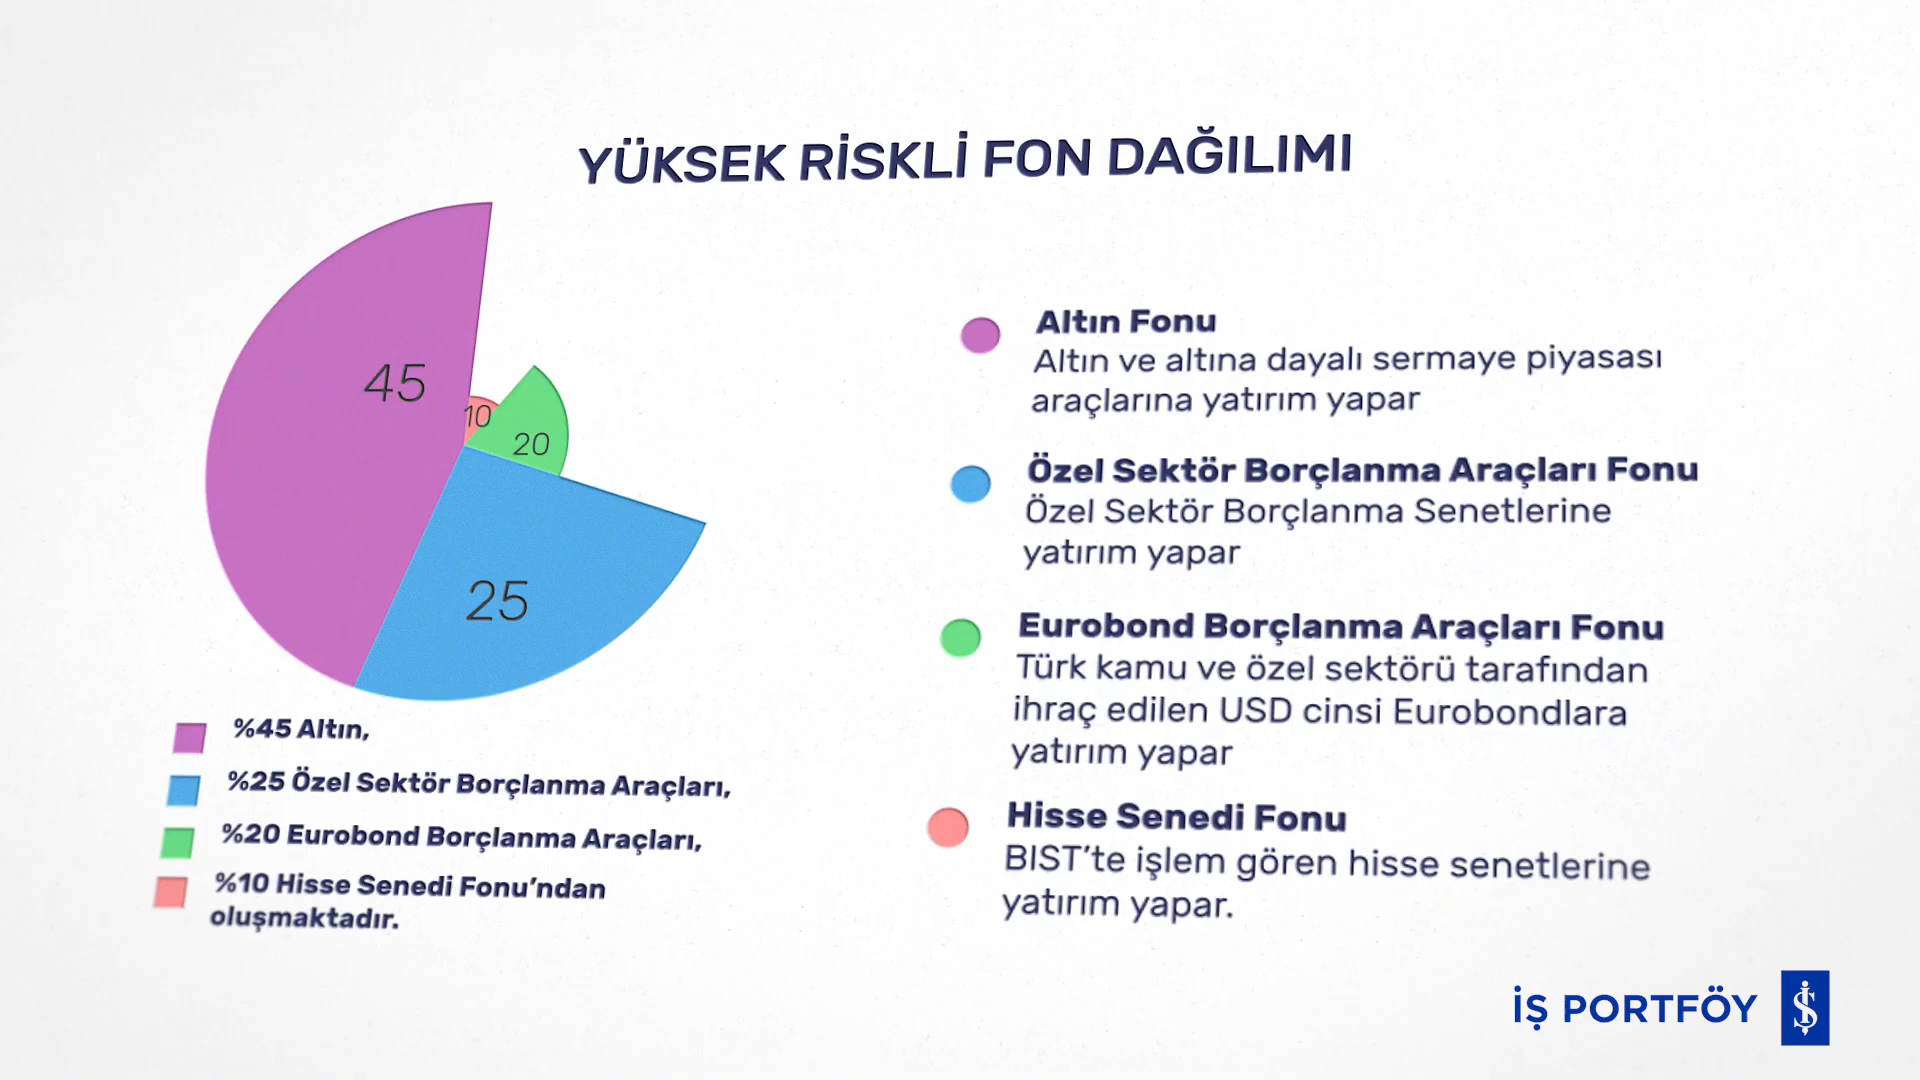 YÜKSEK RİSKLİ FON DAĞILIMI
45
10
20
25
%45 Altın,
%25 Özel Sektör Borçlanma Araçları,
%20 Eurobond Borçlanma Araçları,
%10 Hisse Senedi Fonu’ndan
oluşmaktadır.
Altın Fonu
Altın ve altına dayalı sermaye piyasası
araçlarına yatırım yapar
Özel Sektör Borçlanma Araçları Fonu
Özel Sektör Borçlanma Senetlerine
yatırım yapar
Eurobond Borçlanma Araçları Fonu
Türk kamu ve özel sektörü tarafından
ihraç edilen USD cinsi Eurobondlara
yatırım yapar
Hisse Senedi Fonu
BIST’te işlem gören hisse senetlerine
yatırım yapar.
İŞ PORTFÖY